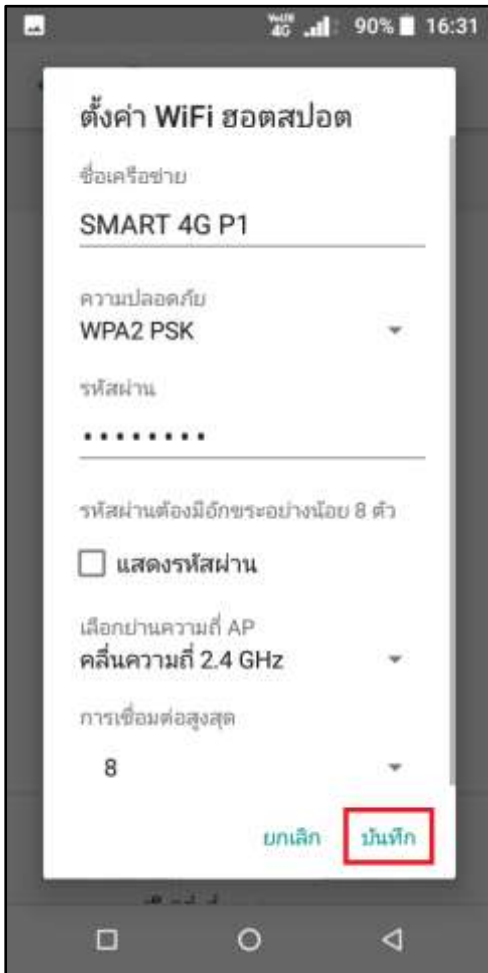 VoLTE
4G 90% 16:31
ตั้งค่า WiFi ฮอตสปอต
ชื่อเครือข่าย
SMART 4G P1
ความปลอดภัย
WPA2 PSK
รหัสผ่าน
••••••••
รหัสผ่านต้องมีอักขระอย่างน้อย 8 ตัว
แสดงรหัสผ่าน
เลือกย่านความถี่ AP
คลื่นความถี่ 2.4 GHz
การเชื่อมต่อสูงสุด
8
ยกเลิก บันทึก